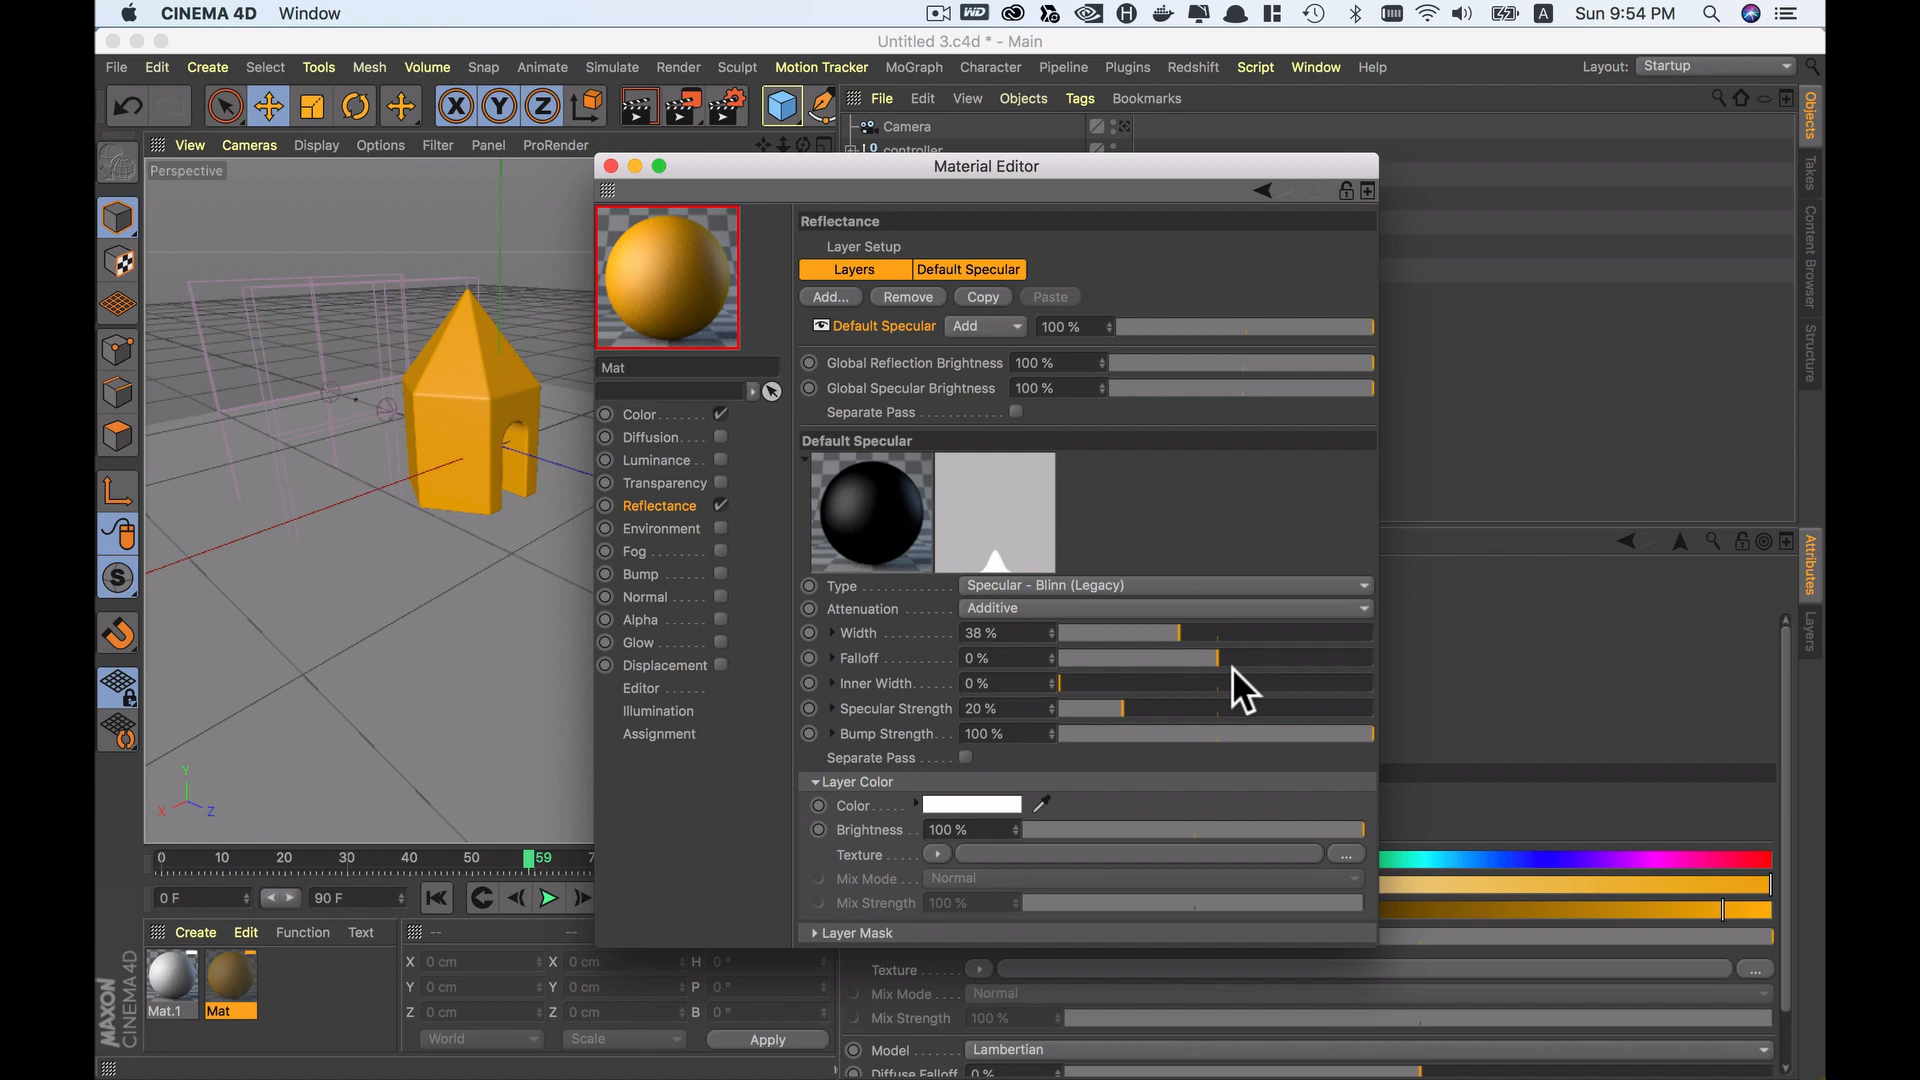 CINEMA 4D Window
WD
H
A Sun 9:54 PM
Untitled 3.c4d * - Main
File Edit Create Select Tools Mesh Volume Snap Animate Simulate Render Sculpt Motion Tracker MoGraph Character Pipeline Plugins Redshift Script Window Help Layout: Startup
X Y Z
File Edit View Objects Tags Bookmarks
Camera
controller
View Cameras Display Options Filter Panel ProRender
Perspective
Material Editor
Mat
Color
Diffusion
Luminance
Transparency
Reflectance
Environment
Fog
Bump
Normal
Alpha
Glow
Displacement
Editor
Illumination
Assignment
Reflectance
Layer Setup
Layers Default Specular
Add... Remove Copy Paste
Default Specular Add 100 %
Global Reflection Brightness 100 %
Global Specular Brightness 100 %
Separate Pass
Default Specular
Type Specular - Blinn (Legacy)
Attenuation Additive
Width 38 %
Falloff 0 %
Inner Width 0 %
Specular Strength 20 %
Bump Strength 100 %
Separate Pass
Layer Color
Color
Brightness 100 %
Texture ...
Mix Mode Normal
Mix Strength 100 %
Layer Mask
Objects
Takes
Content Browser
Structure
Attributes
Layers
S
Y
X Z
0 10 20 30 40 50 59 7
0 F 90 F
Create Edit Function Text
Mat.1 Mat
-- --
X 0 cm X 0 cm H 0 °
Y 0 cm Y 0 cm P 0 °
Z 0 cm Z 0 cm B 0 °
World Scale Apply
MAXON
CINEMA 4D
Texture ...
Mix Mode Normal
Mix Strength 100 %
Model Lambertian
Diffuse Falloff 0 %